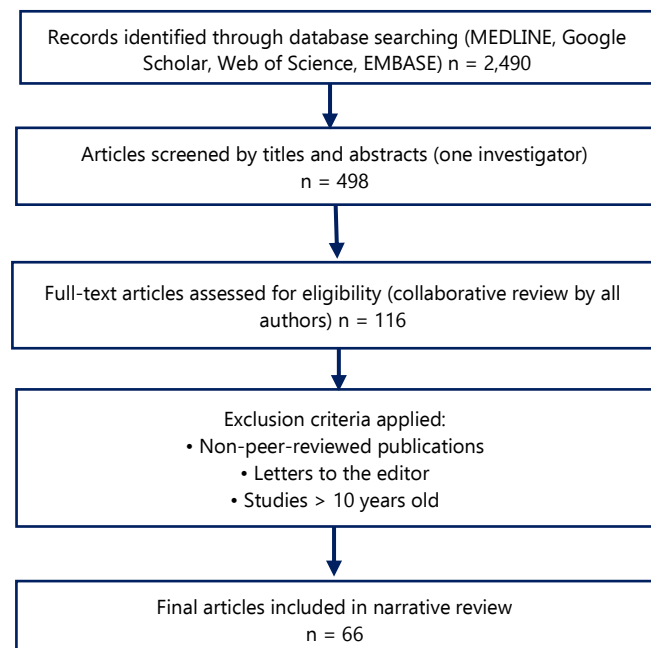 Records identified through database searching (MEDLINE, Google
Scholar, Web of Science, EMBASE) n = 2,490
Articles screened by titles and abstracts (one investigator)
n = 498
Full-text articles assessed for eligibility (collaborative review by all
authors) n = 116
Exclusion criteria applied:
• Non-peer-reviewed publications
• Letters to the editor
• Studies > 10 years old
Final articles included in narrative review
n = 66